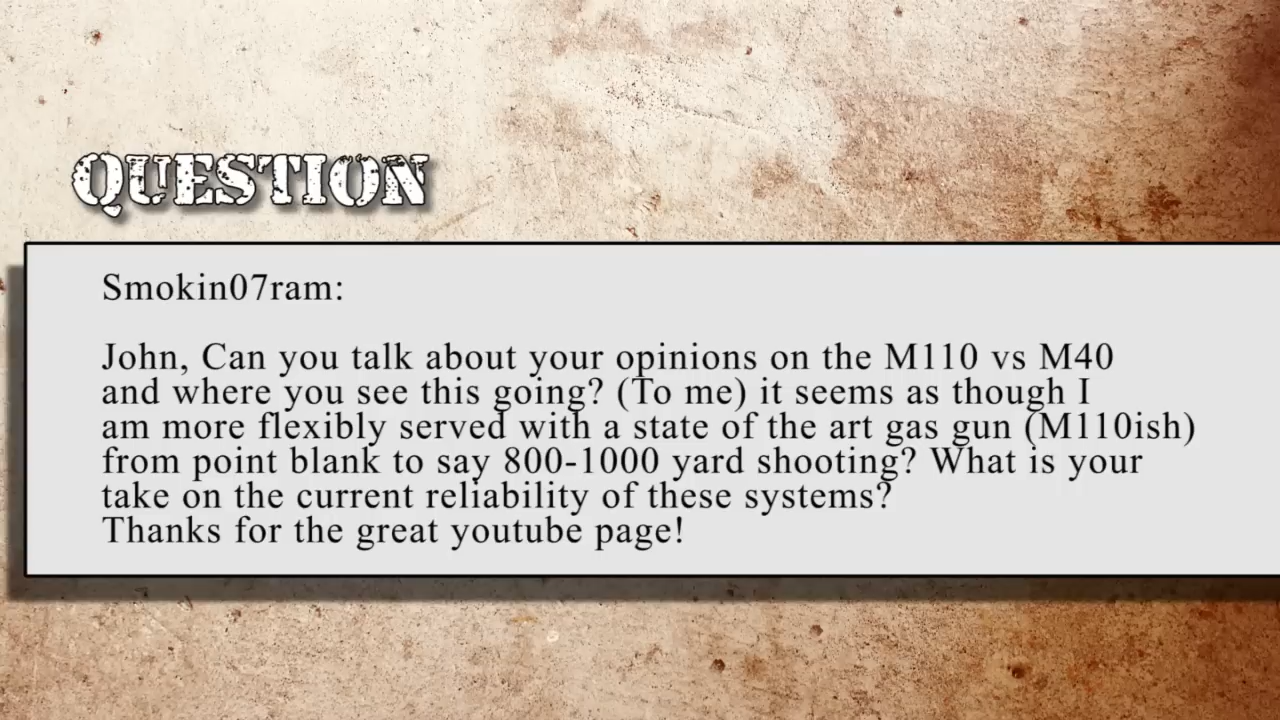 QUESTION
Smokin07ram:
John, Can you talk about your opinions on the M110 vs M40
and where you see this going? (To me) it seems as though I
am more flexibly served with a state of the art gas gun (M110ish)
from point blank to say 800-1000 yard shooting? What is your
take on the current reliability of these systems?
Thanks for the great youtube page!